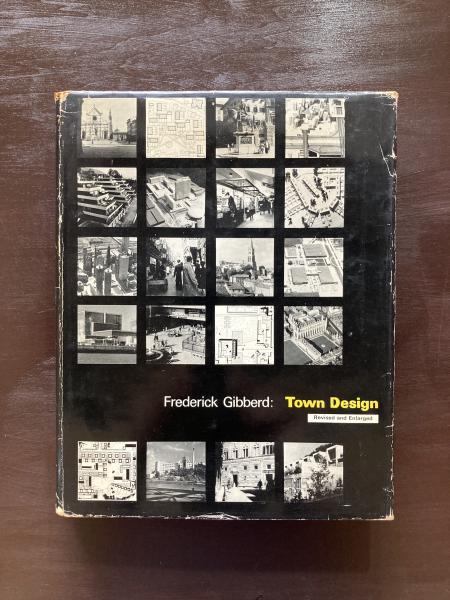 Frederick Gibberd: Town Design
Revised and Enlarged